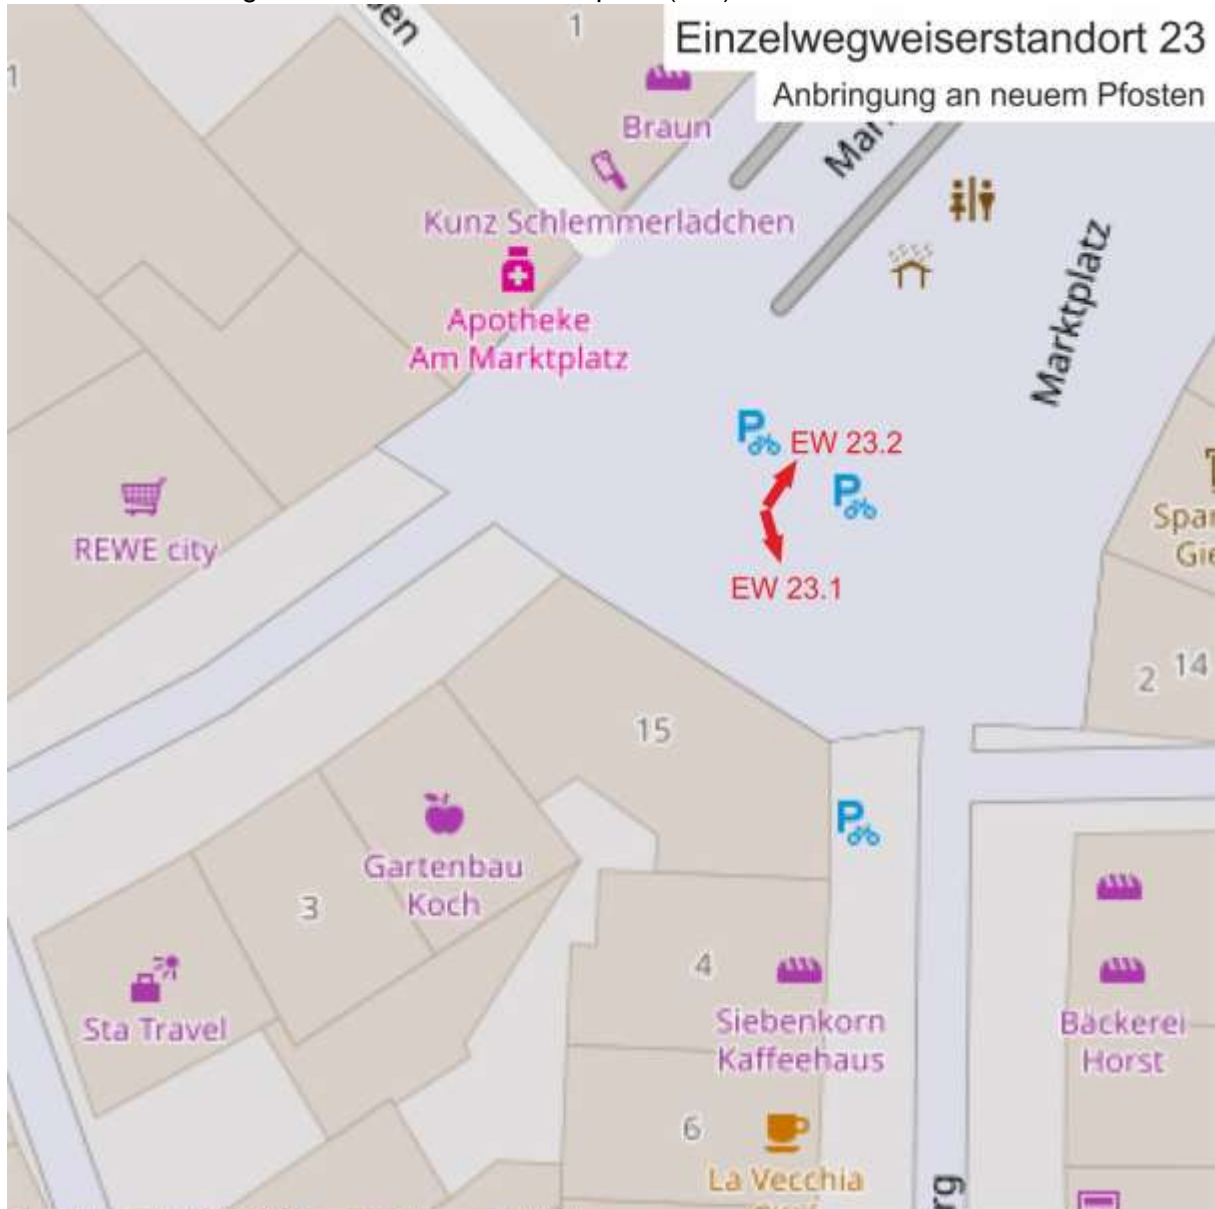 Einzelwegweiserstandort 23
Anbringung an neuem Pfosten
1
1
Braun
Kunz Schlemmerlädchen
Marktplatz
Apotheke
Am Marktplatz
P
EW 23.2
P
REWE city
EW 23.1
2
14
15
P
Gartenbau
Koch
3
4
Siebenkorn
Kaffeehaus
Bäckerei
Horst
Sta Travel
6
La Vecchia